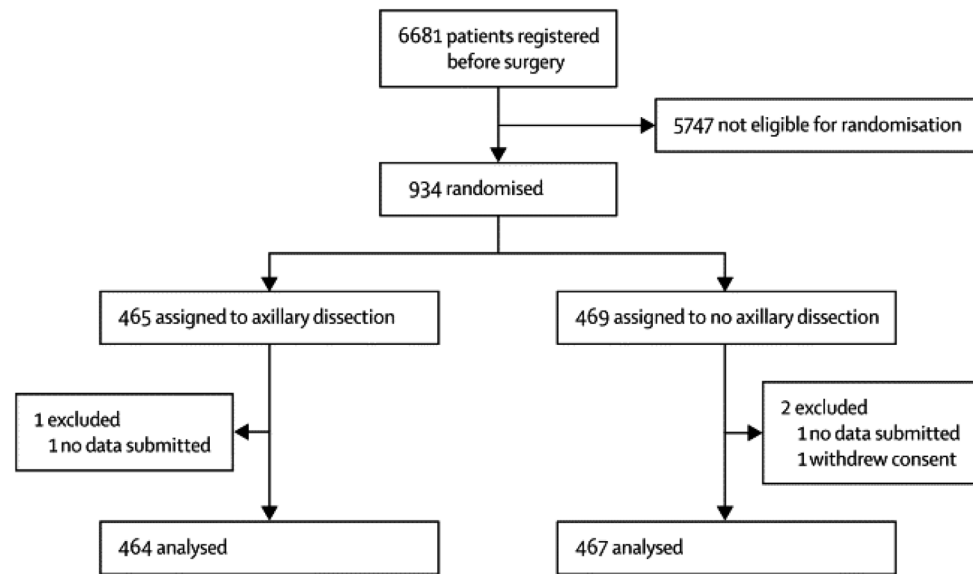 6681 patients registered
before surgery
5747 not eligible for randomisation
934 randomised
465 assigned to axillary dissection
469 assigned to no axillary dissection
1 excluded
1 no data submitted
2 excluded
1 no data submitted
1 withdrew consent
464 analysed
467 analysed